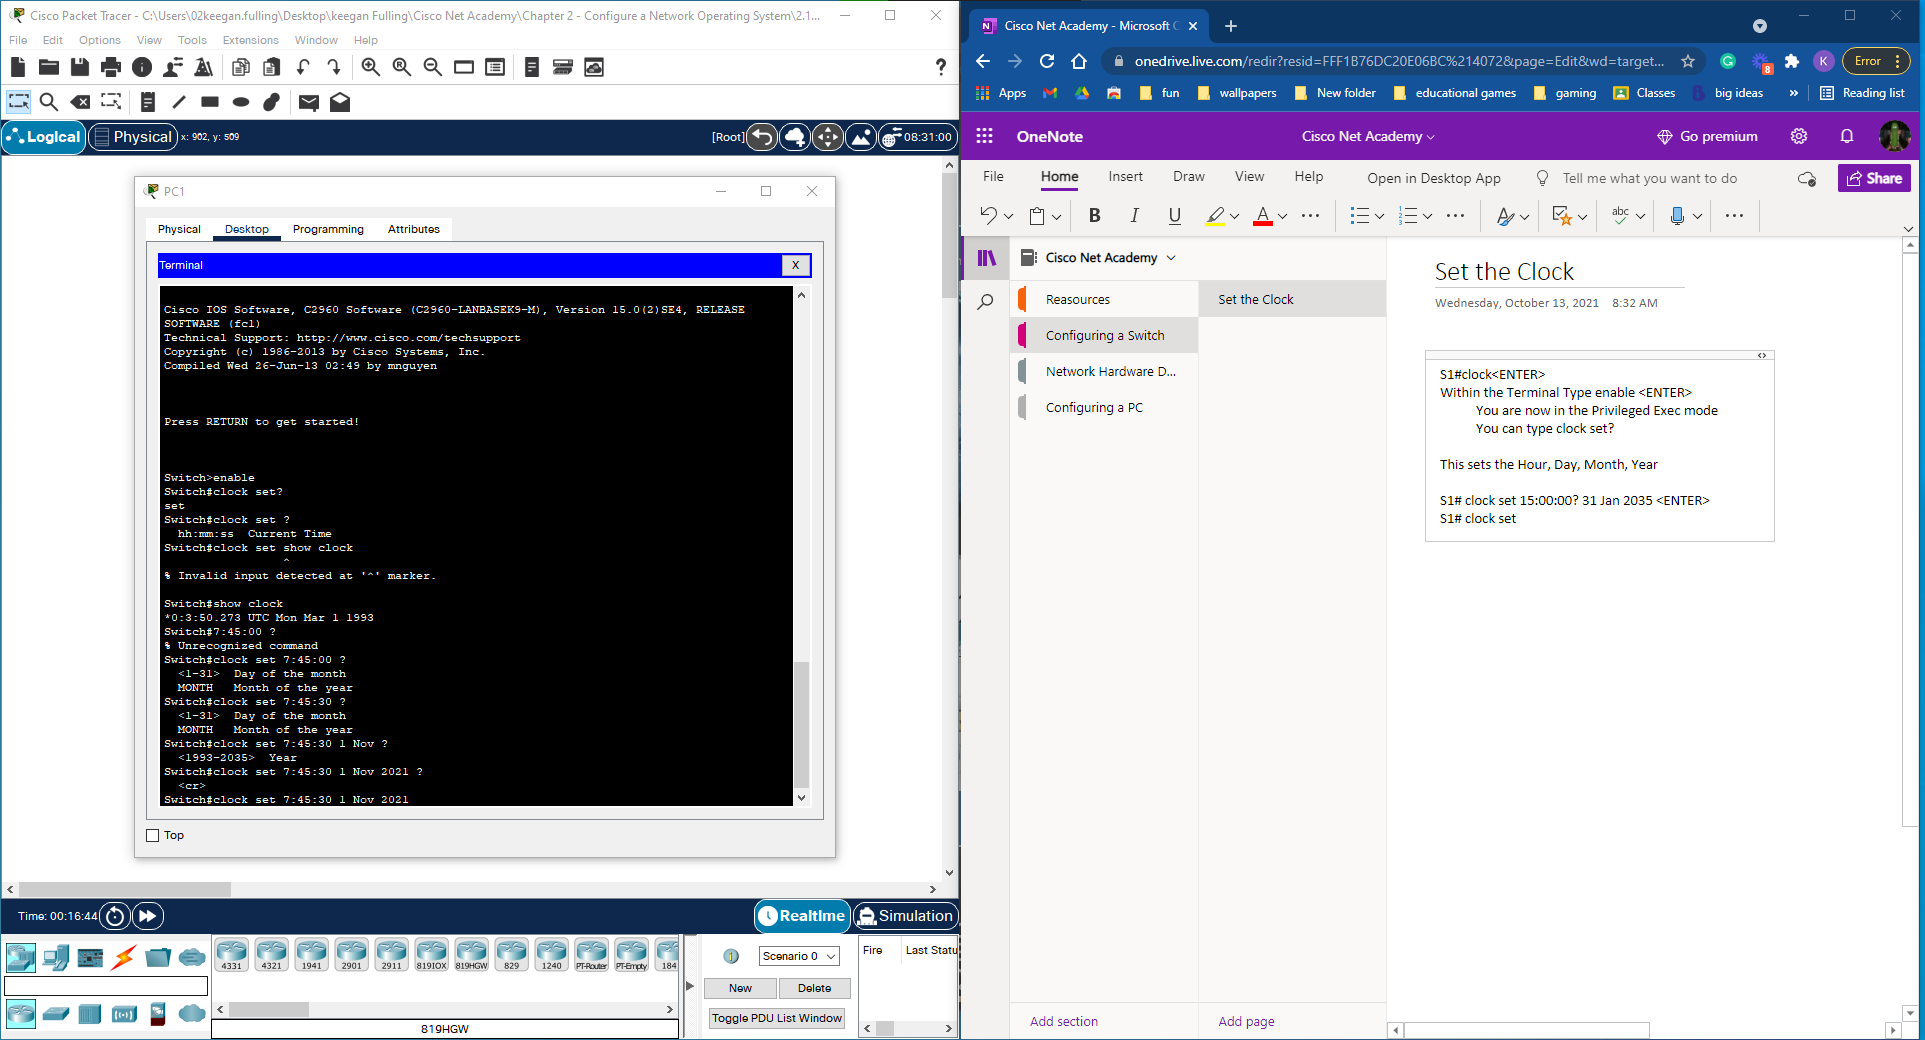 Cisco Packet Tracer - C:\Users\02keegan.fulling\Desktop\keegan Fulling\Cisco Net Academy\Chapter 2 - Configure a Network Operating System\2.1...
File Edit Options View Tools Extensions Window Help
?
Logical Physical x: 902, y: 509 [Root] 08:31:00
PC1
Physical Desktop Programming Attributes
Terminal X
Cisco IOS Software, C2960 Software (C2960-LANBASEK9-M), Version 15.0(2)SE4, RELEASE
SOFTWARE (fc1)
Technical Support: http://www.cisco.com/techsupport
Copyright (c) 1986-2013 by Cisco Systems, Inc.
Compiled Wed 26-Jun-13 02:49 by mnguyen
Press RETURN to get started!
Switch>enable
Switch#clock set?
set
Switch#clock set ?
hh:mm:ss Current Time
Switch#clock set show clock
^
% Invalid input detected at '^' marker.
Switch#show clock
*0:3:50.273 UTC Mon Mar 1 1993
Switch#7:45:00 ?
% Unrecognized command
Switch#clock set 7:45:00 ?
<1-31> Day of the month
MONTH Month of the year
Switch#clock set 7:45:30 ?
<1-31> Day of the month
MONTH Month of the year
Switch#clock set 7:45:30 1 Nov ?
<1993-2035> Year
Switch#clock set 7:45:30 1 Nov 2021 ?
<cr>
Switch#clock set 7:45:30 1 Nov 2021
Top
Time: 00:16:44 Realtime Simulation
4331 4321 1941 2901 2911 819IOX 819HGW 829 1240 PT-Router PT-Empty 184
819HGW
Scenario 0
New Delete
Toggle PDU List Window
Fire Last Statu
Cisco Net Academy - Microsoft O
onedrive.live.com/redir?resid=FFF1B76DC20E06BC%214072&page=Edit&wd=target...
8 K Error
Apps fun wallpapers New folder educational games gaming Classes big ideas » Reading list
OneNote Cisco Net Academy Go premium
File Home Insert Draw View Help Open in Desktop App Tell me what you want to do Share
B I U A abc
Cisco Net Academy
Reasources
Configuring a Switch
Network Hardware D...
Configuring a PC
Add section
Set the Clock
Add page
Set the Clock
Wednesday, October 13, 2021 8:32 AM
S1#clock<ENTER>
Within the Terminal Type enable <ENTER>
You are now in the Privileged Exec mode
You can type clock set?
This sets the Hour, Day, Month, Year
S1# clock set 15:00:00? 31 Jan 2035 <ENTER>
S1# clock set